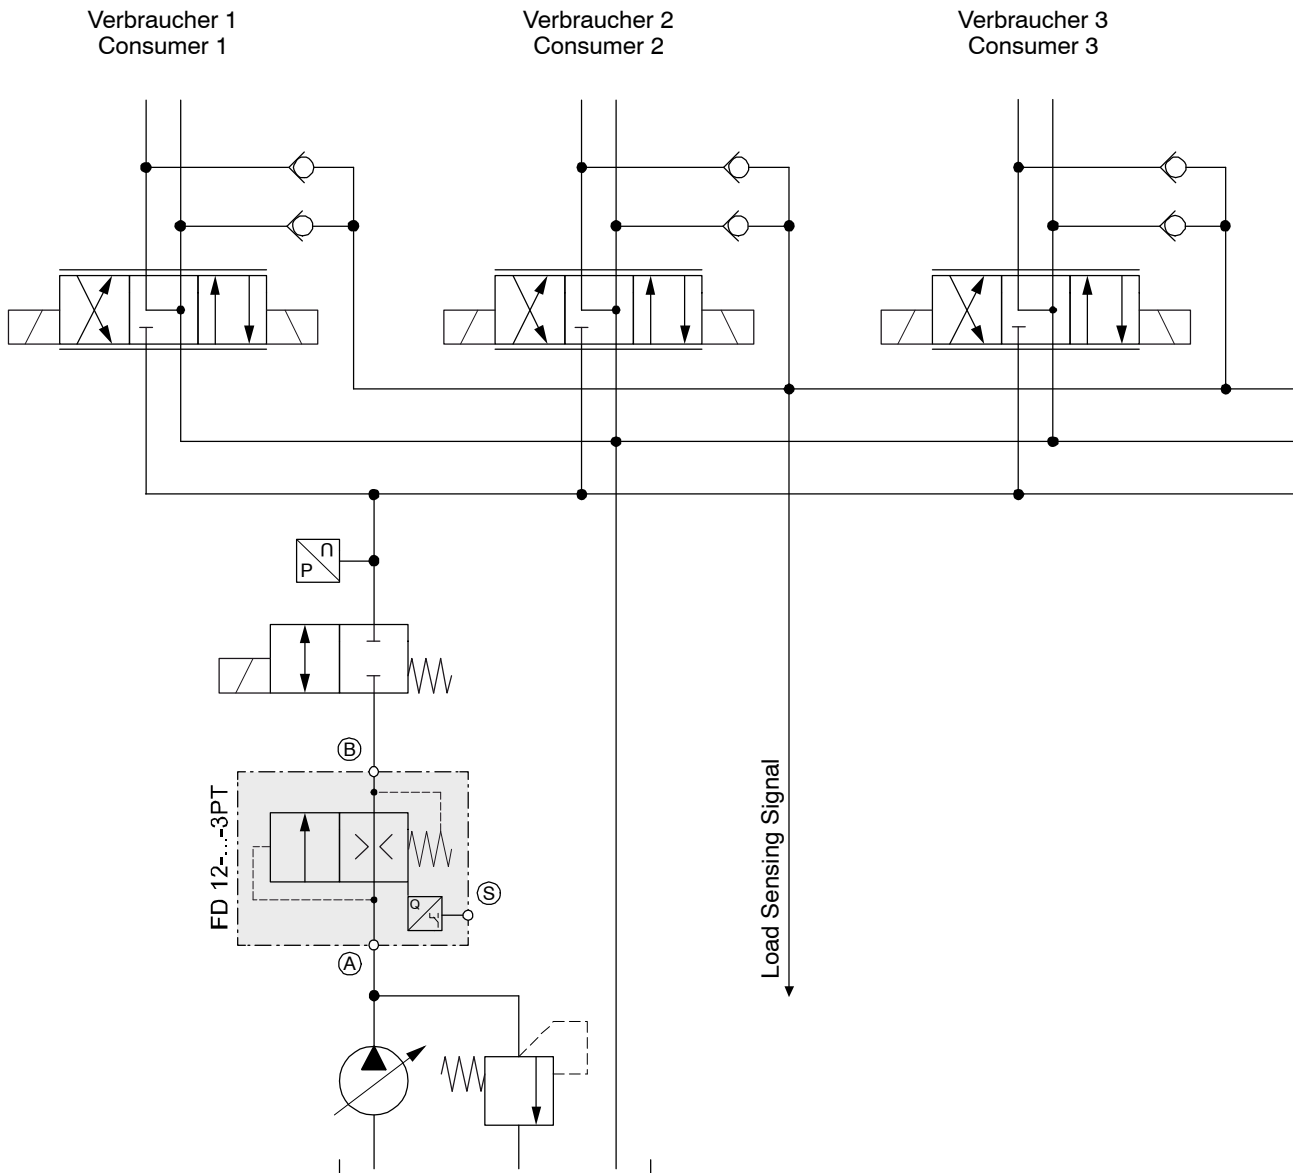 Verbraucher 1
Consumer 1
Verbraucher 2
Consumer 2
Verbraucher 3
Consumer 3
U
P
B
FD 12-...-3PT
Q
S
A
Load Sensing Signal